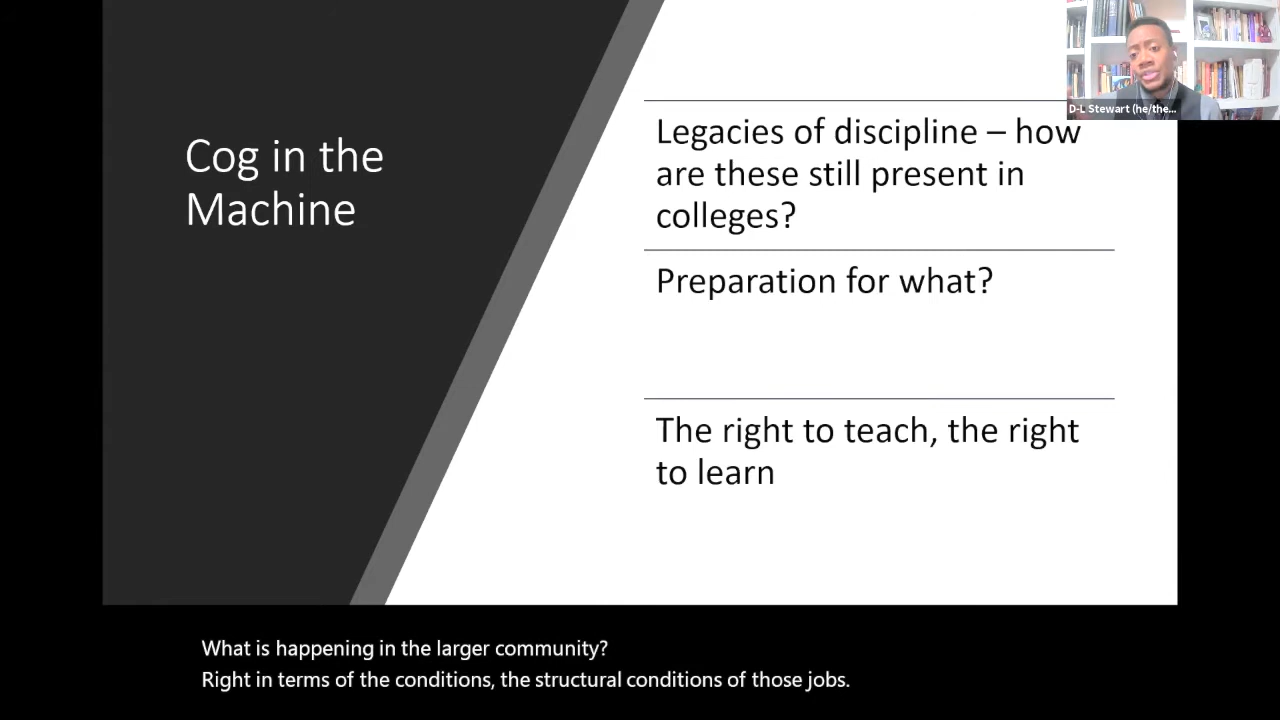 Cog in the
Machine
D-L Stewart (he/the...
Legacies of discipline – how
are these still present in
colleges?
Preparation for what?
The right to teach, the right
to learn
What is happening in the larger community?
Right in terms of the conditions, the structural conditions of those jobs.